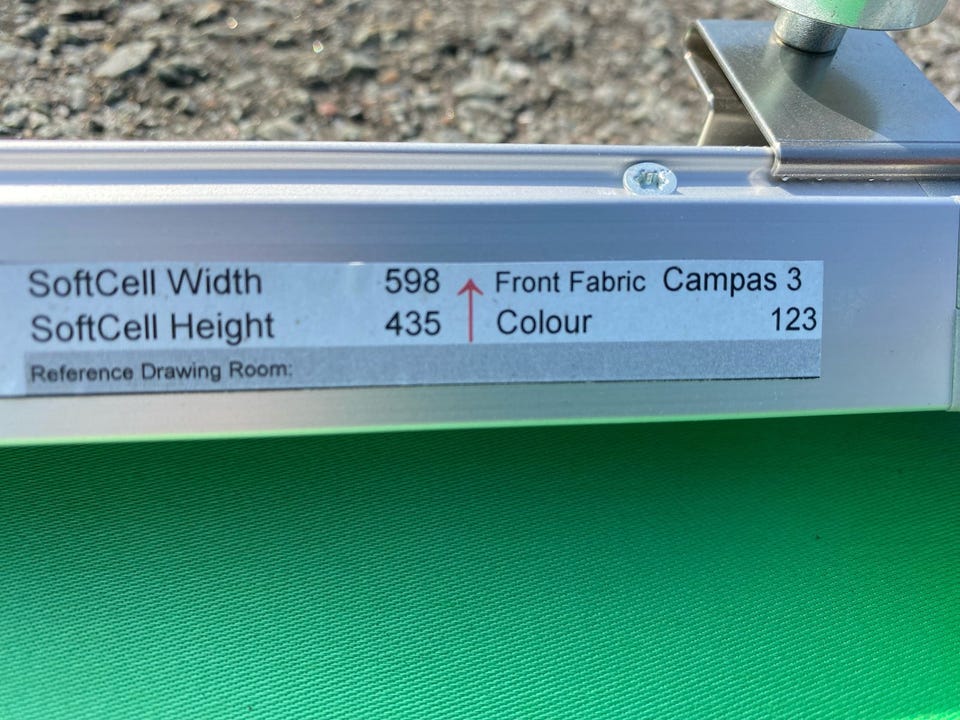 SoftCell Width 598 Front Fabric Campas 3
SoftCell Height 435 Colour 123
Reference Drawing Room: